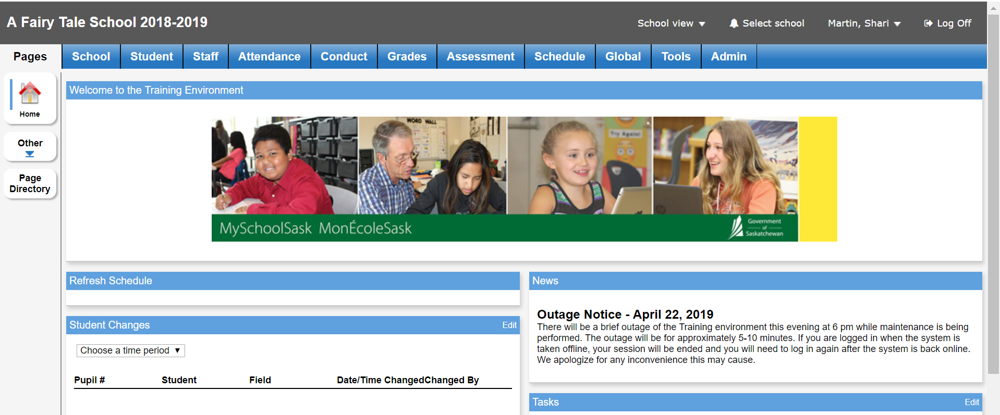 A Fairy Tale School 2018-2019
School view ▼ Select school Martin, Shari ▼ Log Off
Pages School Student Staff Attendance Conduct Grades Assessment Schedule Global Tools Admin
Home
Other
Page
Directory
Welcome to the Training Environment
WORD WALL
Try Again!
MySchoolSask MonÉcoleSask
Government
of
Saskatchewan
Refresh Schedule
Student Changes Edit
Choose a time period ▼
Pupil # Student Field Date/Time Changed Changed By
News
Outage Notice - April 22, 2019
There will be a brief outage of the Training environment this evening at 6 pm while maintenance is being
performed. The outage will be for approximately 5-10 minutes. If you are logged in when the system is
taken offline, your session will be ended and you will need to log in again after the system is back online.
We apologize for any inconvenience this may cause.
Tasks Edit